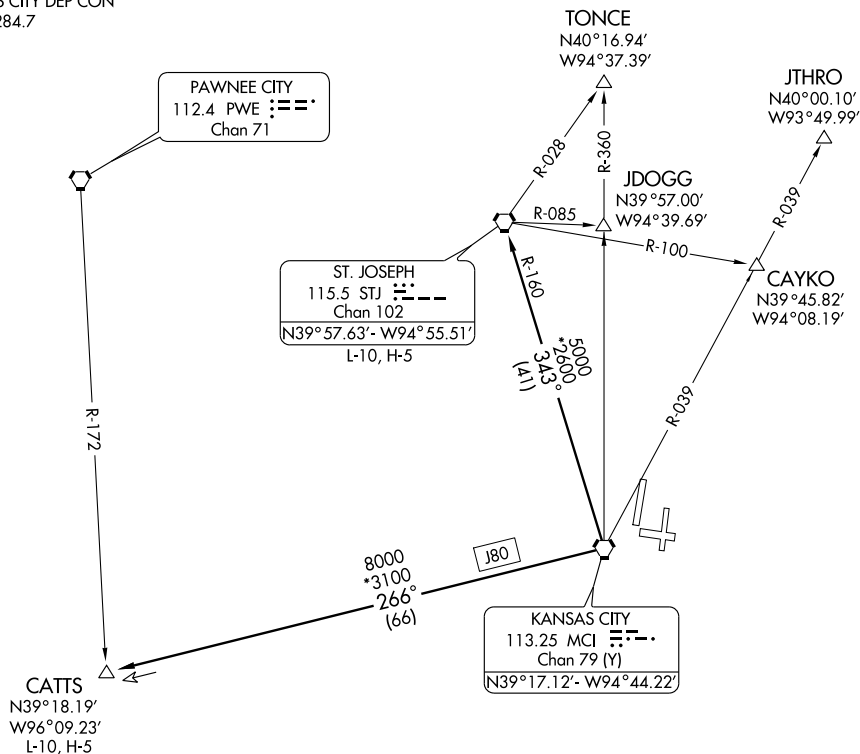 S CITY DEP CON
284.7
TONCE
N40°16.94'
W94°37.39'
JTHRO
N40°00.10'
W93°49.99'
PAWNEE CITY
112.4 PWE
Chan 71
R-028
R-360
R-039
JDOGG
N39°57.00'
W94°39.69'
R-085
R-100
CAYKO
N39°45.82'
W94°08.19'
ST. JOSEPH
115.5 STJ
Chan 102
N39°57.63'- W94°55.51'
L-10, H-5
R-160
5000
*2600
343°
(41)
R-172
R-039
J80
8000
*3100
266°
(66)
KANSAS CITY
113.25 MCI
Chan 79 (Y)
N39°17.12'- W94°44.22'
CATTS
N39°18.19'
W96°09.23'
L-10, H-5